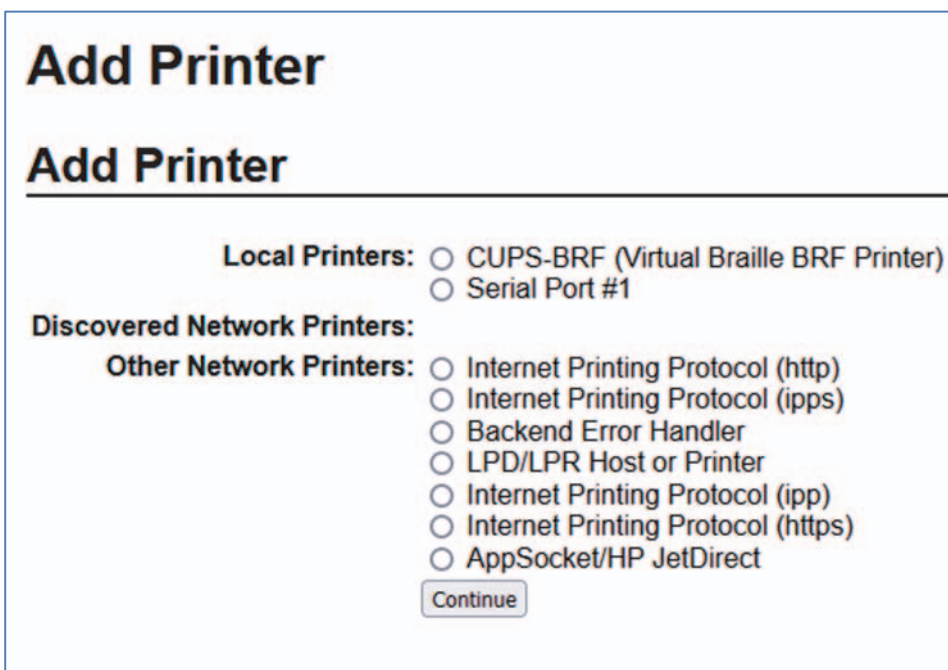 Add Printer
Add Printer
Local Printers: CUPS-BRF (Virtual Braille BRF Printer)
Serial Port #1
Discovered Network Printers:
Other Network Printers: Internet Printing Protocol (http)
Internet Printing Protocol (ipps)
Backend Error Handler
LPD/LPR Host or Printer
Internet Printing Protocol (ipp)
Internet Printing Protocol (https)
AppSocket/HP JetDirect
Continue